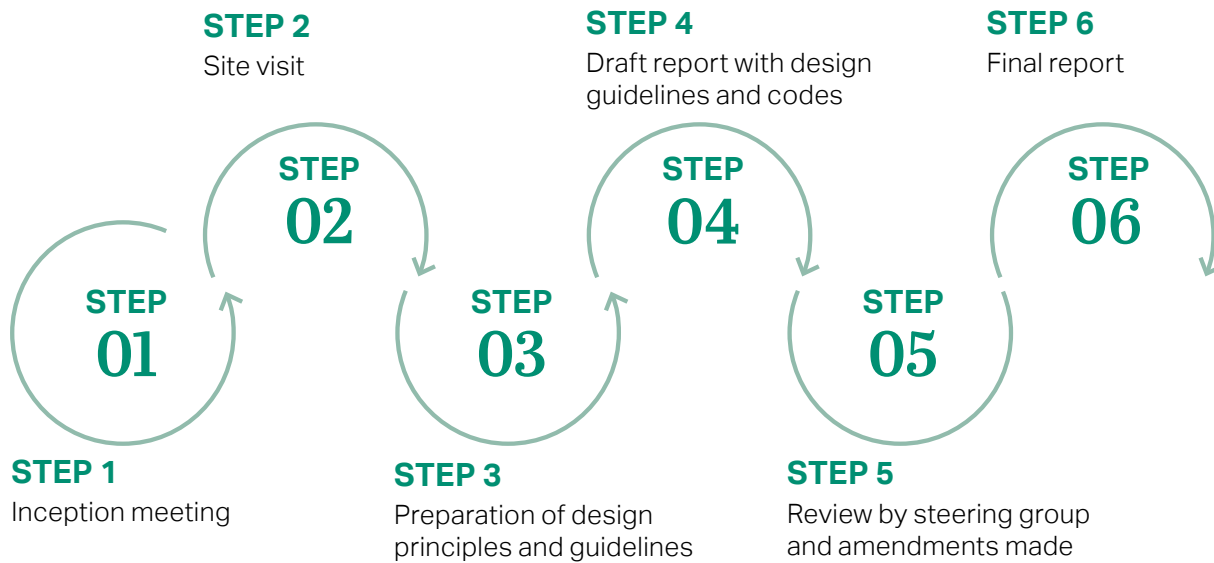 STEP 2
Site visit
STEP 4
Draft report with design
guidelines and codes
STEP 6
Final report
STEP
02
STEP
04
STEP
06
STEP
01
STEP
03
STEP
05
STEP 1
Inception meeting
STEP 3
Preparation of design
principles and guidelines
STEP 5
Review by steering group
and amendments made